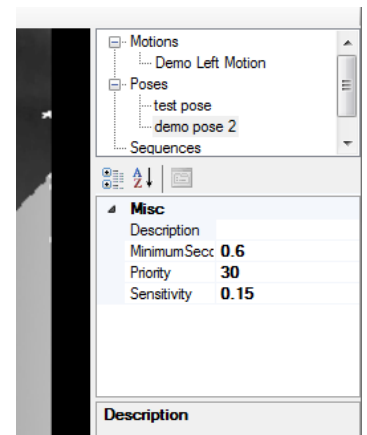 Motions
Demo Left Motion
Poses
test pose
demo pose 2
Sequences
A
Z
Misc
Description
MinimumSecc 0.6
Priority 30
Sensitivity 0.15
Description